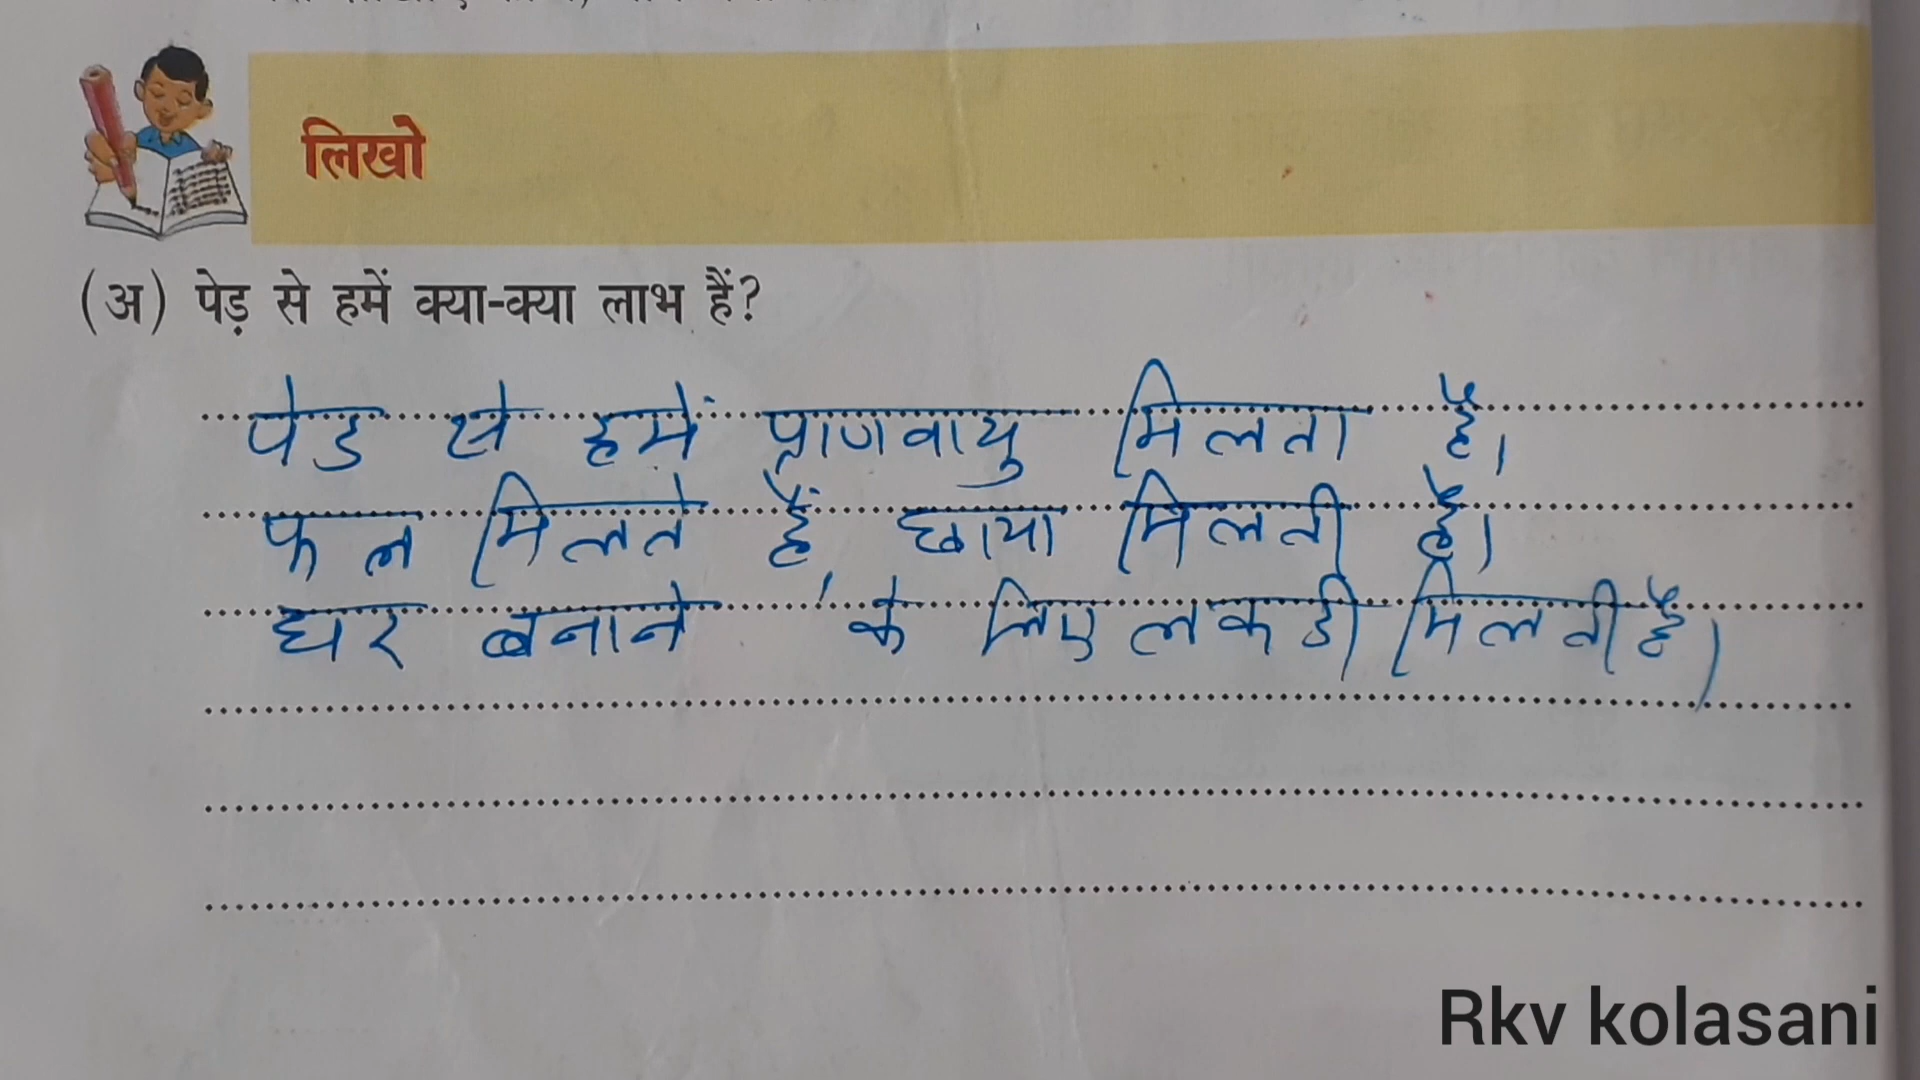 लिखो
(अ) पेड़ से हमें क्या-क्या लाभ हैं?
पेड से हमें प्राणवायु मिलता है।
फल मिलते हैं, छाया मिलती है।
घर बनाने के लिए लकडी मिलती है।
Rkv kolasani